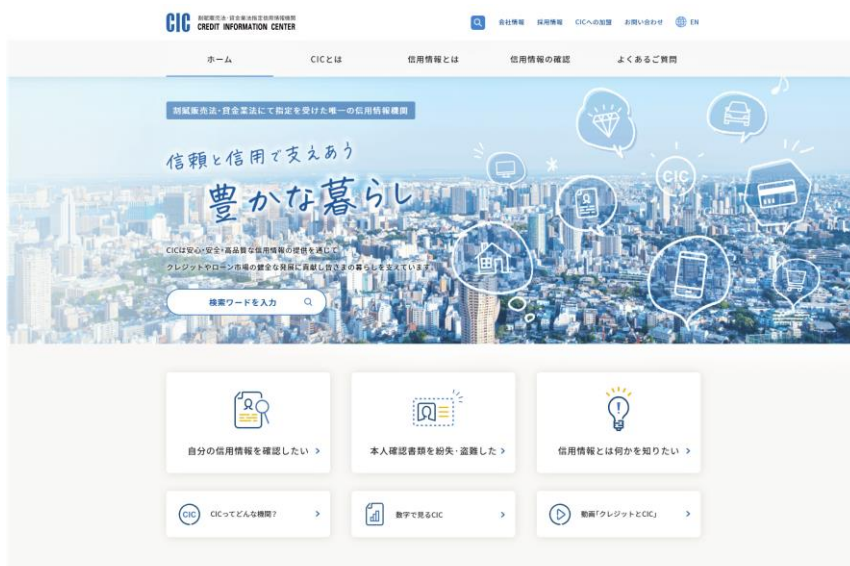 CIC 割賦販売法・貸金業法指定信用情報機関
CREDIT INFORMATION CENTER
会社情報 採用情報 CICへの加盟 お問い合わせ EN
ホーム CICとは 信用情報とは 信用情報の確認 よくあるご質問
割賦販売法・貸金業法にて指定を受けた唯一の信用情報機関
信頼と信用で支えあう
豊かな暮らし
CIC
CICは安心・安全・高品質な信用情報の提供を通じて
クレジットやローン市場の健全な発展に貢献し皆さまの暮らしを支えています。
検索ワードを入力
自分の信用情報を確認したい
本人確認書類を紛失・盗難した
信用情報とは何かを知りたい
CIC CICってどんな機関?
数字で見るCIC
動画「クレジットとCIC」